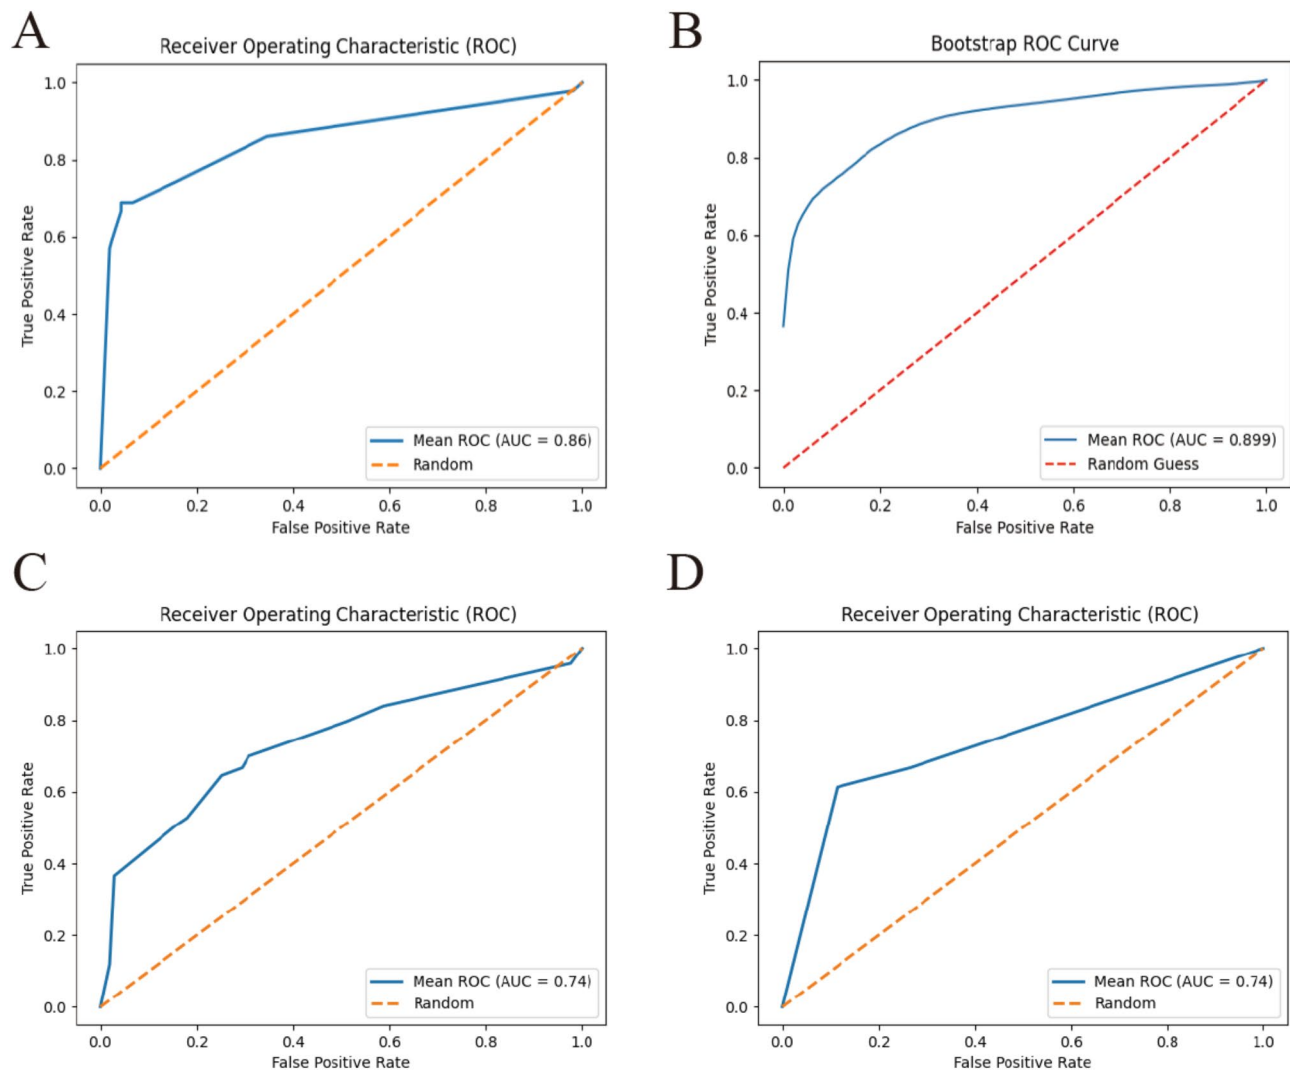 A
Receiver Operating Characteristic (ROC)
True Positive Rate
1.0
0.8
0.6
0.4
0.2
0.0
0.0 0.2 0.4 0.6 0.8 1.0
False Positive Rate
Mean ROC (AUC = 0.86)
Random
B
Bootstrap ROC Curve
True Positive Rate
1.0
0.8
0.6
0.4
0.2
0.0
0.0 0.2 0.4 0.6 0.8 1.0
False Positive Rate
Mean ROC (AUC = 0.899)
Random Guess
C
Receiver Operating Characteristic (ROC)
True Positive Rate
1.0
0.8
0.6
0.4
0.2
0.0
0.0 0.2 0.4 0.6 0.8 1.0
False Positive Rate
Mean ROC (AUC = 0.74)
Random
D
Receiver Operating Characteristic (ROC)
True Positive Rate
1.0
0.8
0.6
0.4
0.2
0.0
0.0 0.2 0.4 0.6 0.8 1.0
False Positive Rate
Mean ROC (AUC = 0.74)
Random